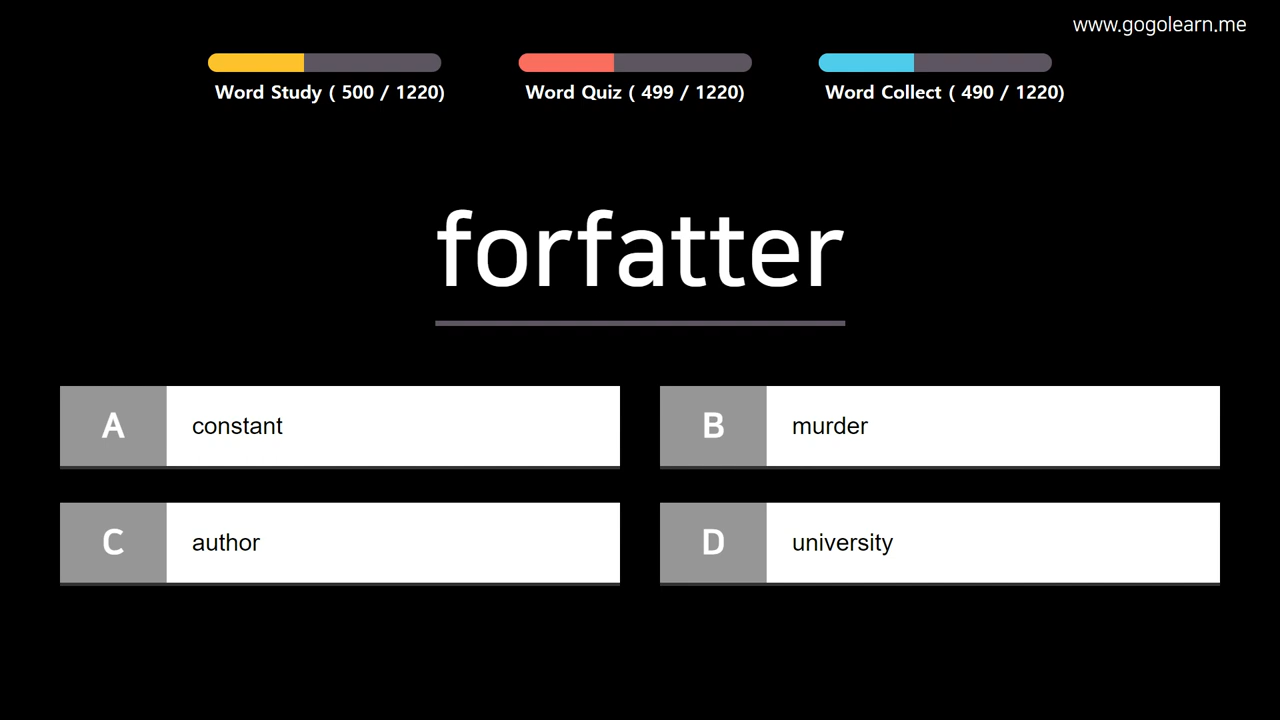 www.gogolearn.me
Word Study ( 500 / 1220)
Word Quiz ( 499 / 1220)
Word Collect ( 490 / 1220)
forfatter
A constant
B murder
C author
D university